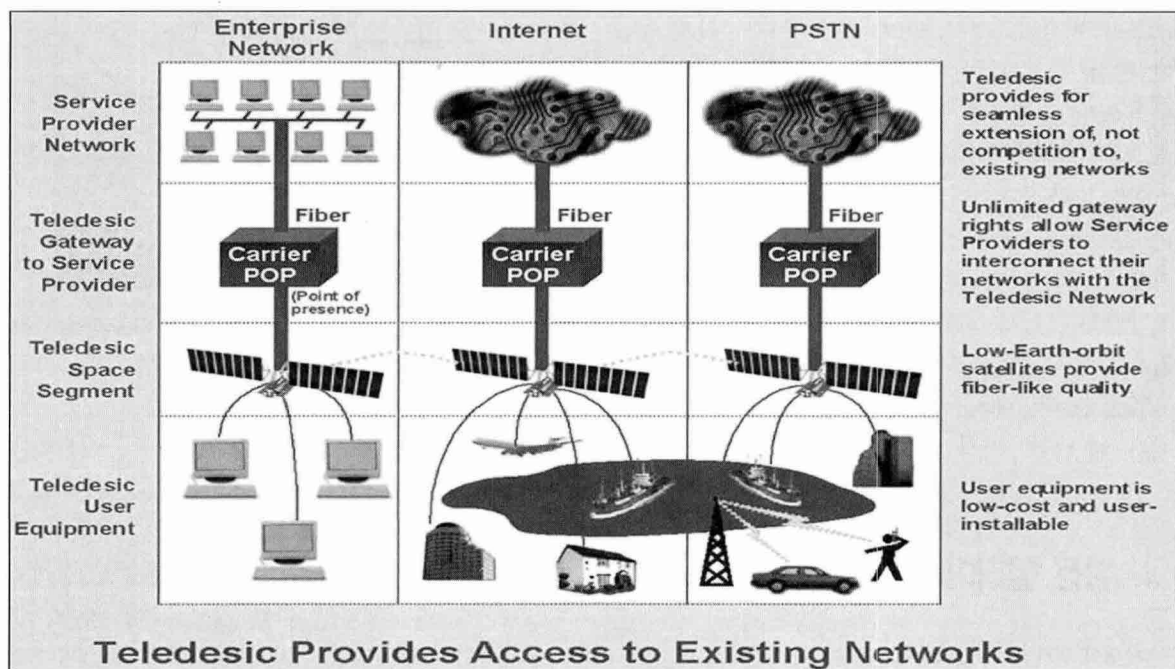 Enterprise
Network
Internet
PSTN
Service
Provider
Network
Teledesic
provides for
seamless
extension of, not
competition to,
existing networks
Teledesic
Gateway
to Service
Provider
Fiber
Carrier
POP
(Point of
presence)
Fiber
Carrier
POP
Fiber
Carrier
POP
Unlimited gateway
rights allow Service
Providers to
interconnect their
networks with the
Teledesic Network
Teledesic
Space
Segment
Low-Earth-orbit
satellites provide
fiber-like quality
Teledesic
User
Equipment
User equipment is
low-cost and user-
installable
Teledesic Provides Access to Existing Networks